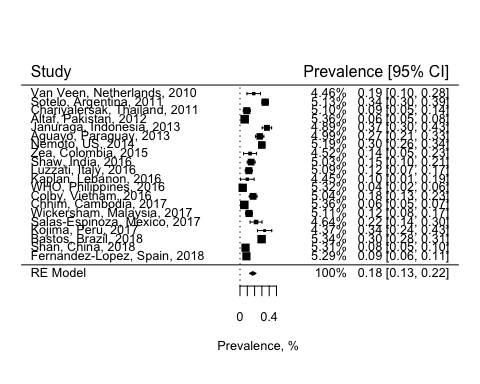 Study Prevalence [95% CI]
Van Veen, Netherlands, 2010 4.46% 0.19 [0.10, 0.28]
Sotelo, Argentina, 2011 5.13% 0.34 [0.30, 0.39]
Chariyalersak, Thailand, 2011 5.10% 0.09 [0.05, 0.14]
Altaf, Pakistan, 2012 5.36% 0.06 [0.05, 0.08]
Januraga, Indonesia, 2013 4.89% 0.37 [0.30, 0.43]
Aguayo, Paraguay, 2013 4.99% 0.27 [0.21, 0.33]
Nemoto, US, 2014 5.19% 0.30 [0.26, 0.34]
Zea, Colombia, 2015 4.52% 0.14 [0.05, 0.23]
Shaw, India, 2016 5.03% 0.15 [0.10, 0.21]
Luzzati, Italy, 2016 5.09% 0.12 [0.07, 0.17]
Kaplan, Lebanon, 2016 4.45% 0.10 [0.01, 0.19]
WHO, Philippines, 2016 5.32% 0.04 [0.02, 0.06]
Colby, Vietnam, 2016 5.04% 0.18 [0.13, 0.23]
Chhim, Cambodia, 2017 5.36% 0.06 [0.05, 0.07]
Wickersham, Malaysia, 2017 5.11% 0.12 [0.08, 0.17]
Salas-Espinoza, Mexico, 2017 4.64% 0.22 [0.14, 0.30]
Kojima, Peru, 2017 4.37% 0.34 [0.24, 0.43]
Bastos, Brazil, 2018 5.34% 0.30 [0.28, 0.31]
Shan, China, 2018 5.31% 0.08 [0.05, 0.10]
Fernandez-Lopez, Spain, 2018 5.29% 0.09 [0.06, 0.11]
RE Model 100% 0.18 [0.13, 0.22]
0 0.4
Prevalence, %